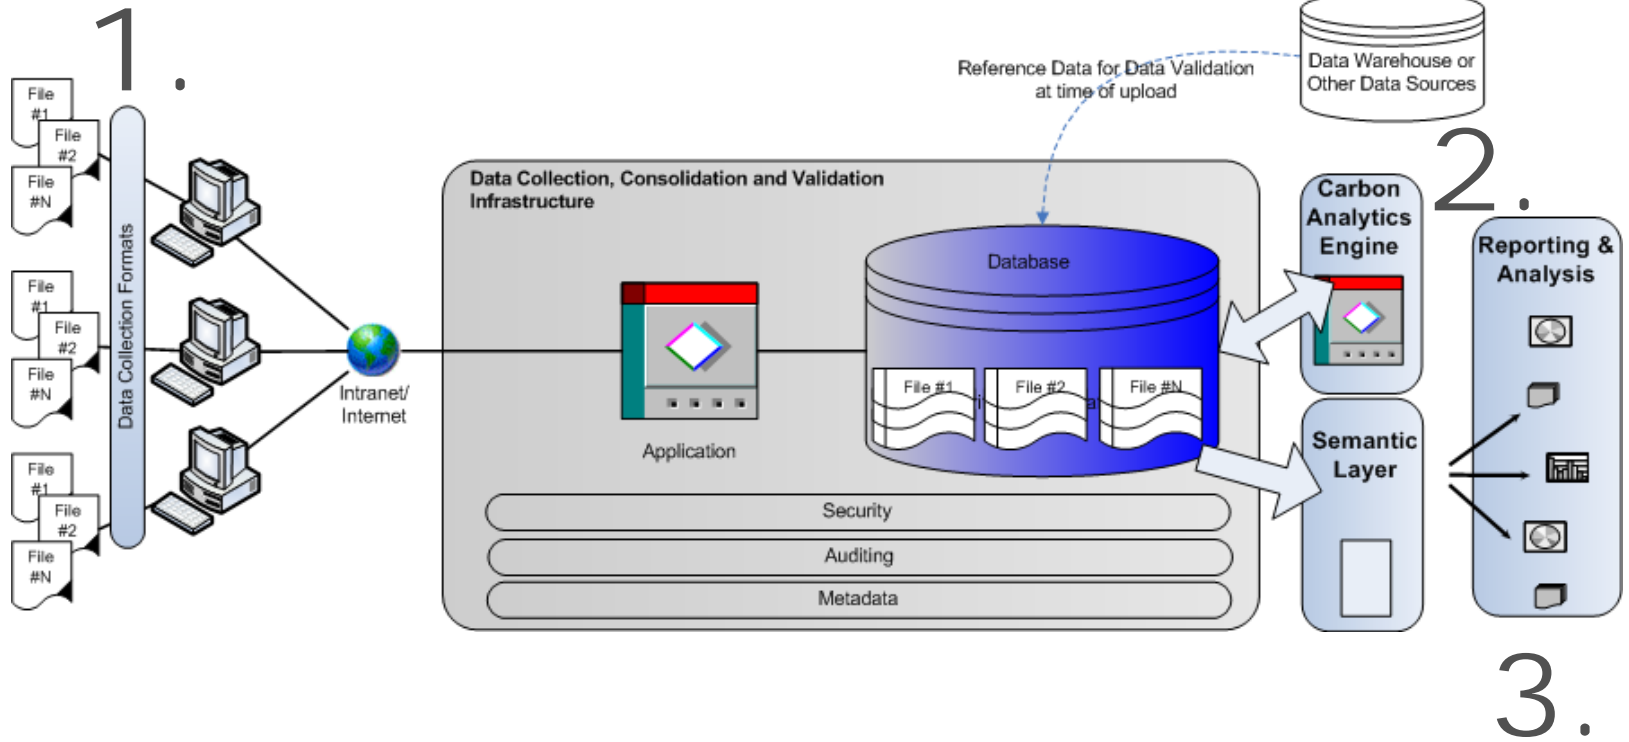 1.
File
#1
File
#2
File
#N
File
#1
File
#2
File
#N
File
#1
File
#2
File
#N
Data Collection Formats
Intranet/
Internet
Data Collection, Consolidation and Validation
Infrastructure
Application
Reference Data for Data Validation
at time of upload
Data Warehouse or
Other Data Sources
Database
File #1
File #2
File #N
Security
Auditing
Metadata
2.
Carbon
Analytics
Engine
Semantic
Layer
Reporting &
Analysis
3.